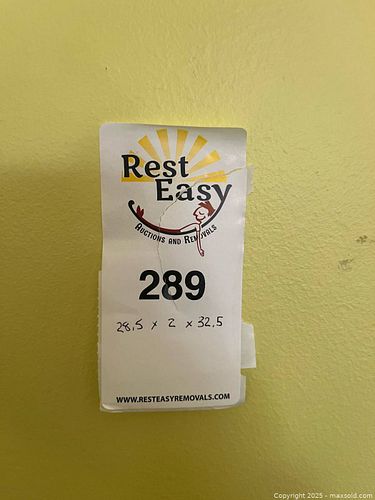 Rest
Easy
AUCTIONS AND REMOVALS
289
28.5 x 2 x 32.5
WWW.RESTEASYREMOVALS.COM
Copyright 2025 - maxsold.com